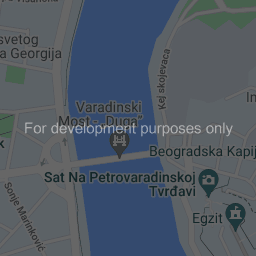 svetog
a Georgija
Kej skojevaca
Varadinski
Most - „Duga"
For development purposes only
Beogradska Kapij
Sat Na Petrovaradinskoj
Tvrđavi
Egzit
Sonje Marinković